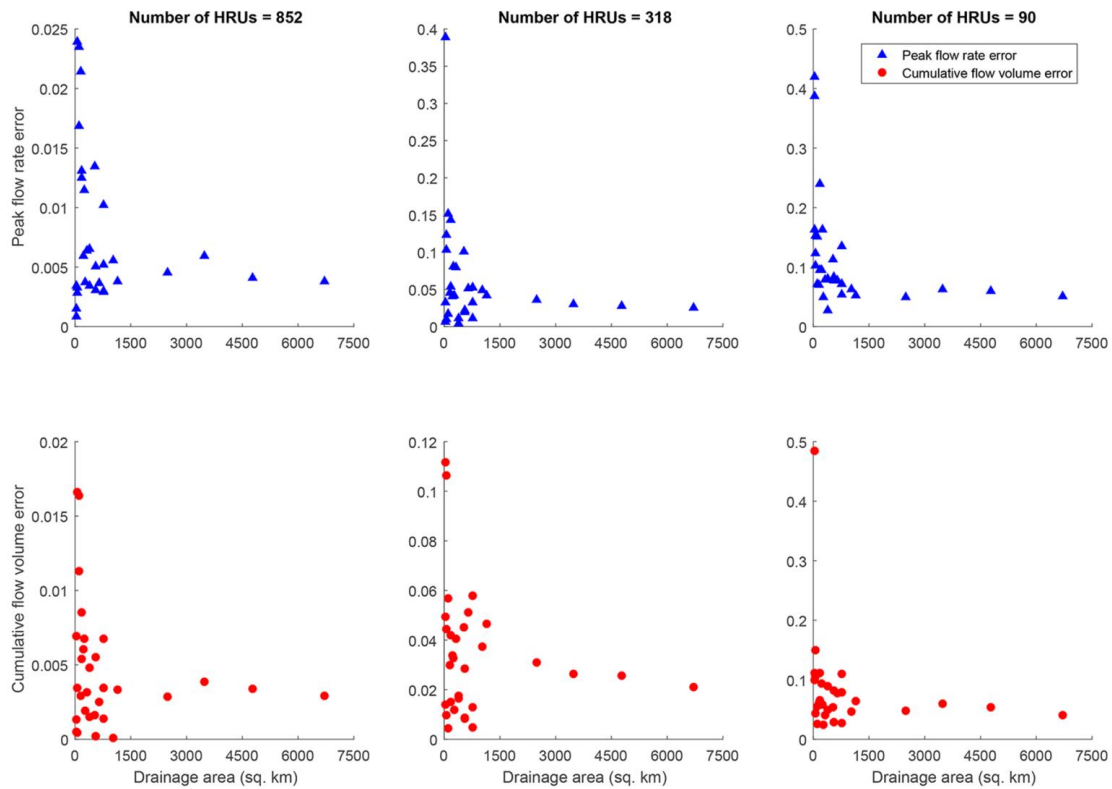 Number of HRUs = 852
Number of HRUs = 318
Number of HRUs = 90
Peak flow rate error
Cumulative flow volume error
Peak flow rate error
0.025
0.02
0.015
0.01
0.005
0
0 1500 3000 4500 6000 7500
0.4
0.35
0.3
0.25
0.2
0.15
0.1
0.05
0
0 1500 3000 4500 6000 7500
0.5
0.4
0.3
0.2
0.1
0
0 1500 3000 4500 6000 7500
Cumulative flow volume error
0.02
0.015
0.01
0.005
0
0 1500 3000 4500 6000 7500
Drainage area (sq. km)
0.12
0.1
0.08
0.06
0.04
0.02
0
0 1500 3000 4500 6000 7500
Drainage area (sq. km)
0.5
0.4
0.3
0.2
0.1
0
0 1500 3000 4500 6000 7500
Drainage area (sq. km)